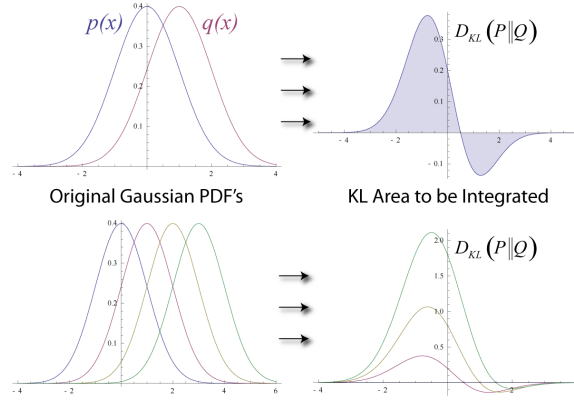 p(x) q(x)
0.4
0.3
0.2
0.1
- 4 - 2 0 2 4
D_KL (P‖Q)
0.3
0.2
0.1
- 0.1
- 4 - 2 2 4
Original Gaussian PDF's
KL Area to be Integrated
0.4
0.3
0.2
0.1
- 2 0 2 4 6
D_KL (P‖Q)
2.0
1.5
1.0
0.5
- 4 - 2 2 4